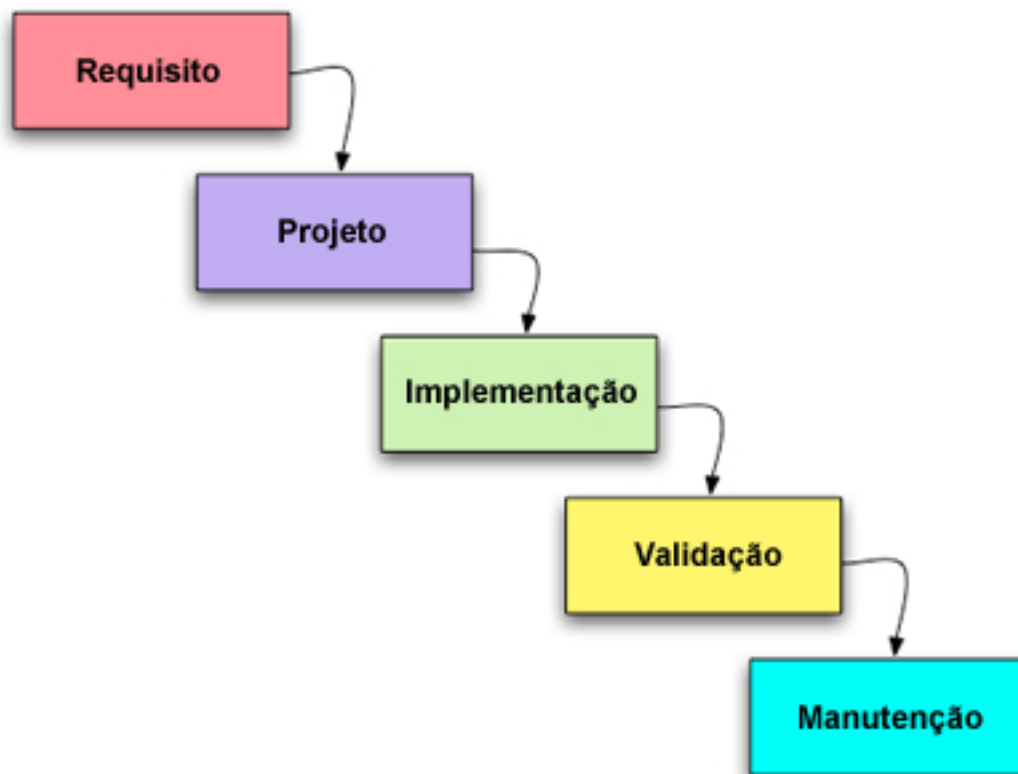 Requisito
Projeto
Implementação
Validação
Manutenção